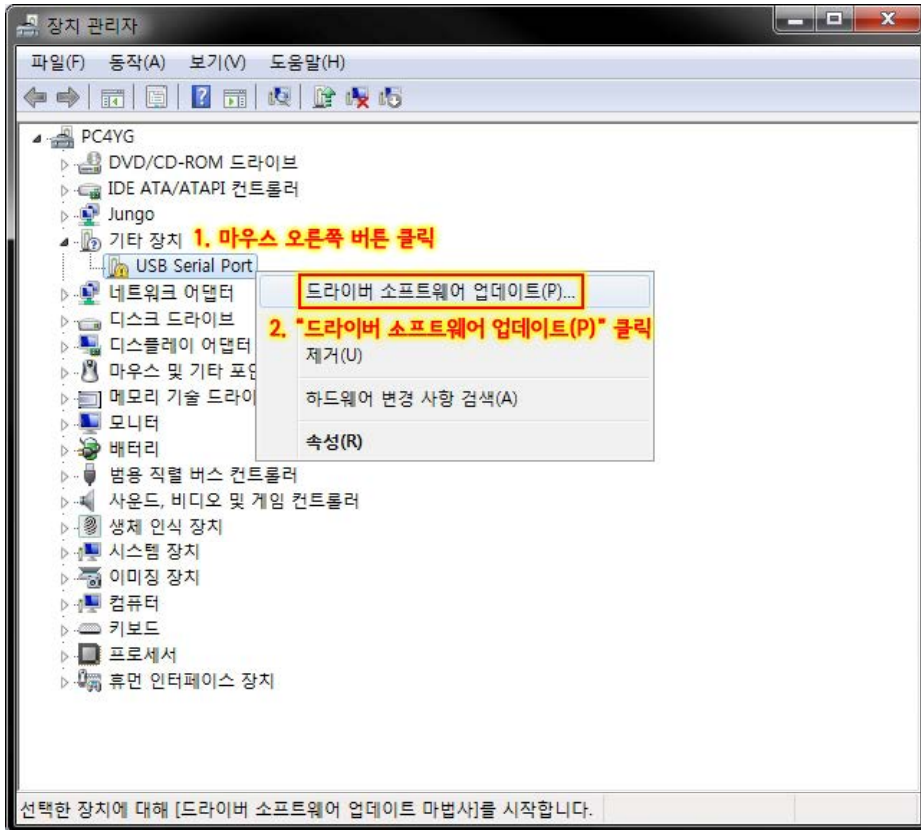 장치 관리자
파일(F) 동작(A) 보기(V) 도움말(H)
PC4YG
DVD/CD-ROM 드라이브
IDE ATA/ATAPI 컨트롤러
Jungo
기타 장치 1. 마우스 오른쪽 버튼 클릭
USB Serial Port
네트워크 어댑터 드라이버 소프트웨어 업데이트(P)...
디스크 드라이브 2. "드라이버 소프트웨어 업데이트(P)" 클릭
디스플레이 어댑터 제거(U)
마우스 및 기타 포인
메모리 기술 드라이 하드웨어 변경 사항 검색(A)
모니터
배터리 속성(R)
범용 직렬 버스 컨트롤러
사운드, 비디오 및 게임 컨트롤러
생체 인식 장치
시스템 장치
이미징 장치
컴퓨터
키보드
프로세서
휴먼 인터페이스 장치
선택한 장치에 대해 [드라이버 소프트웨어 업데이트 마법사]를 시작합니다.